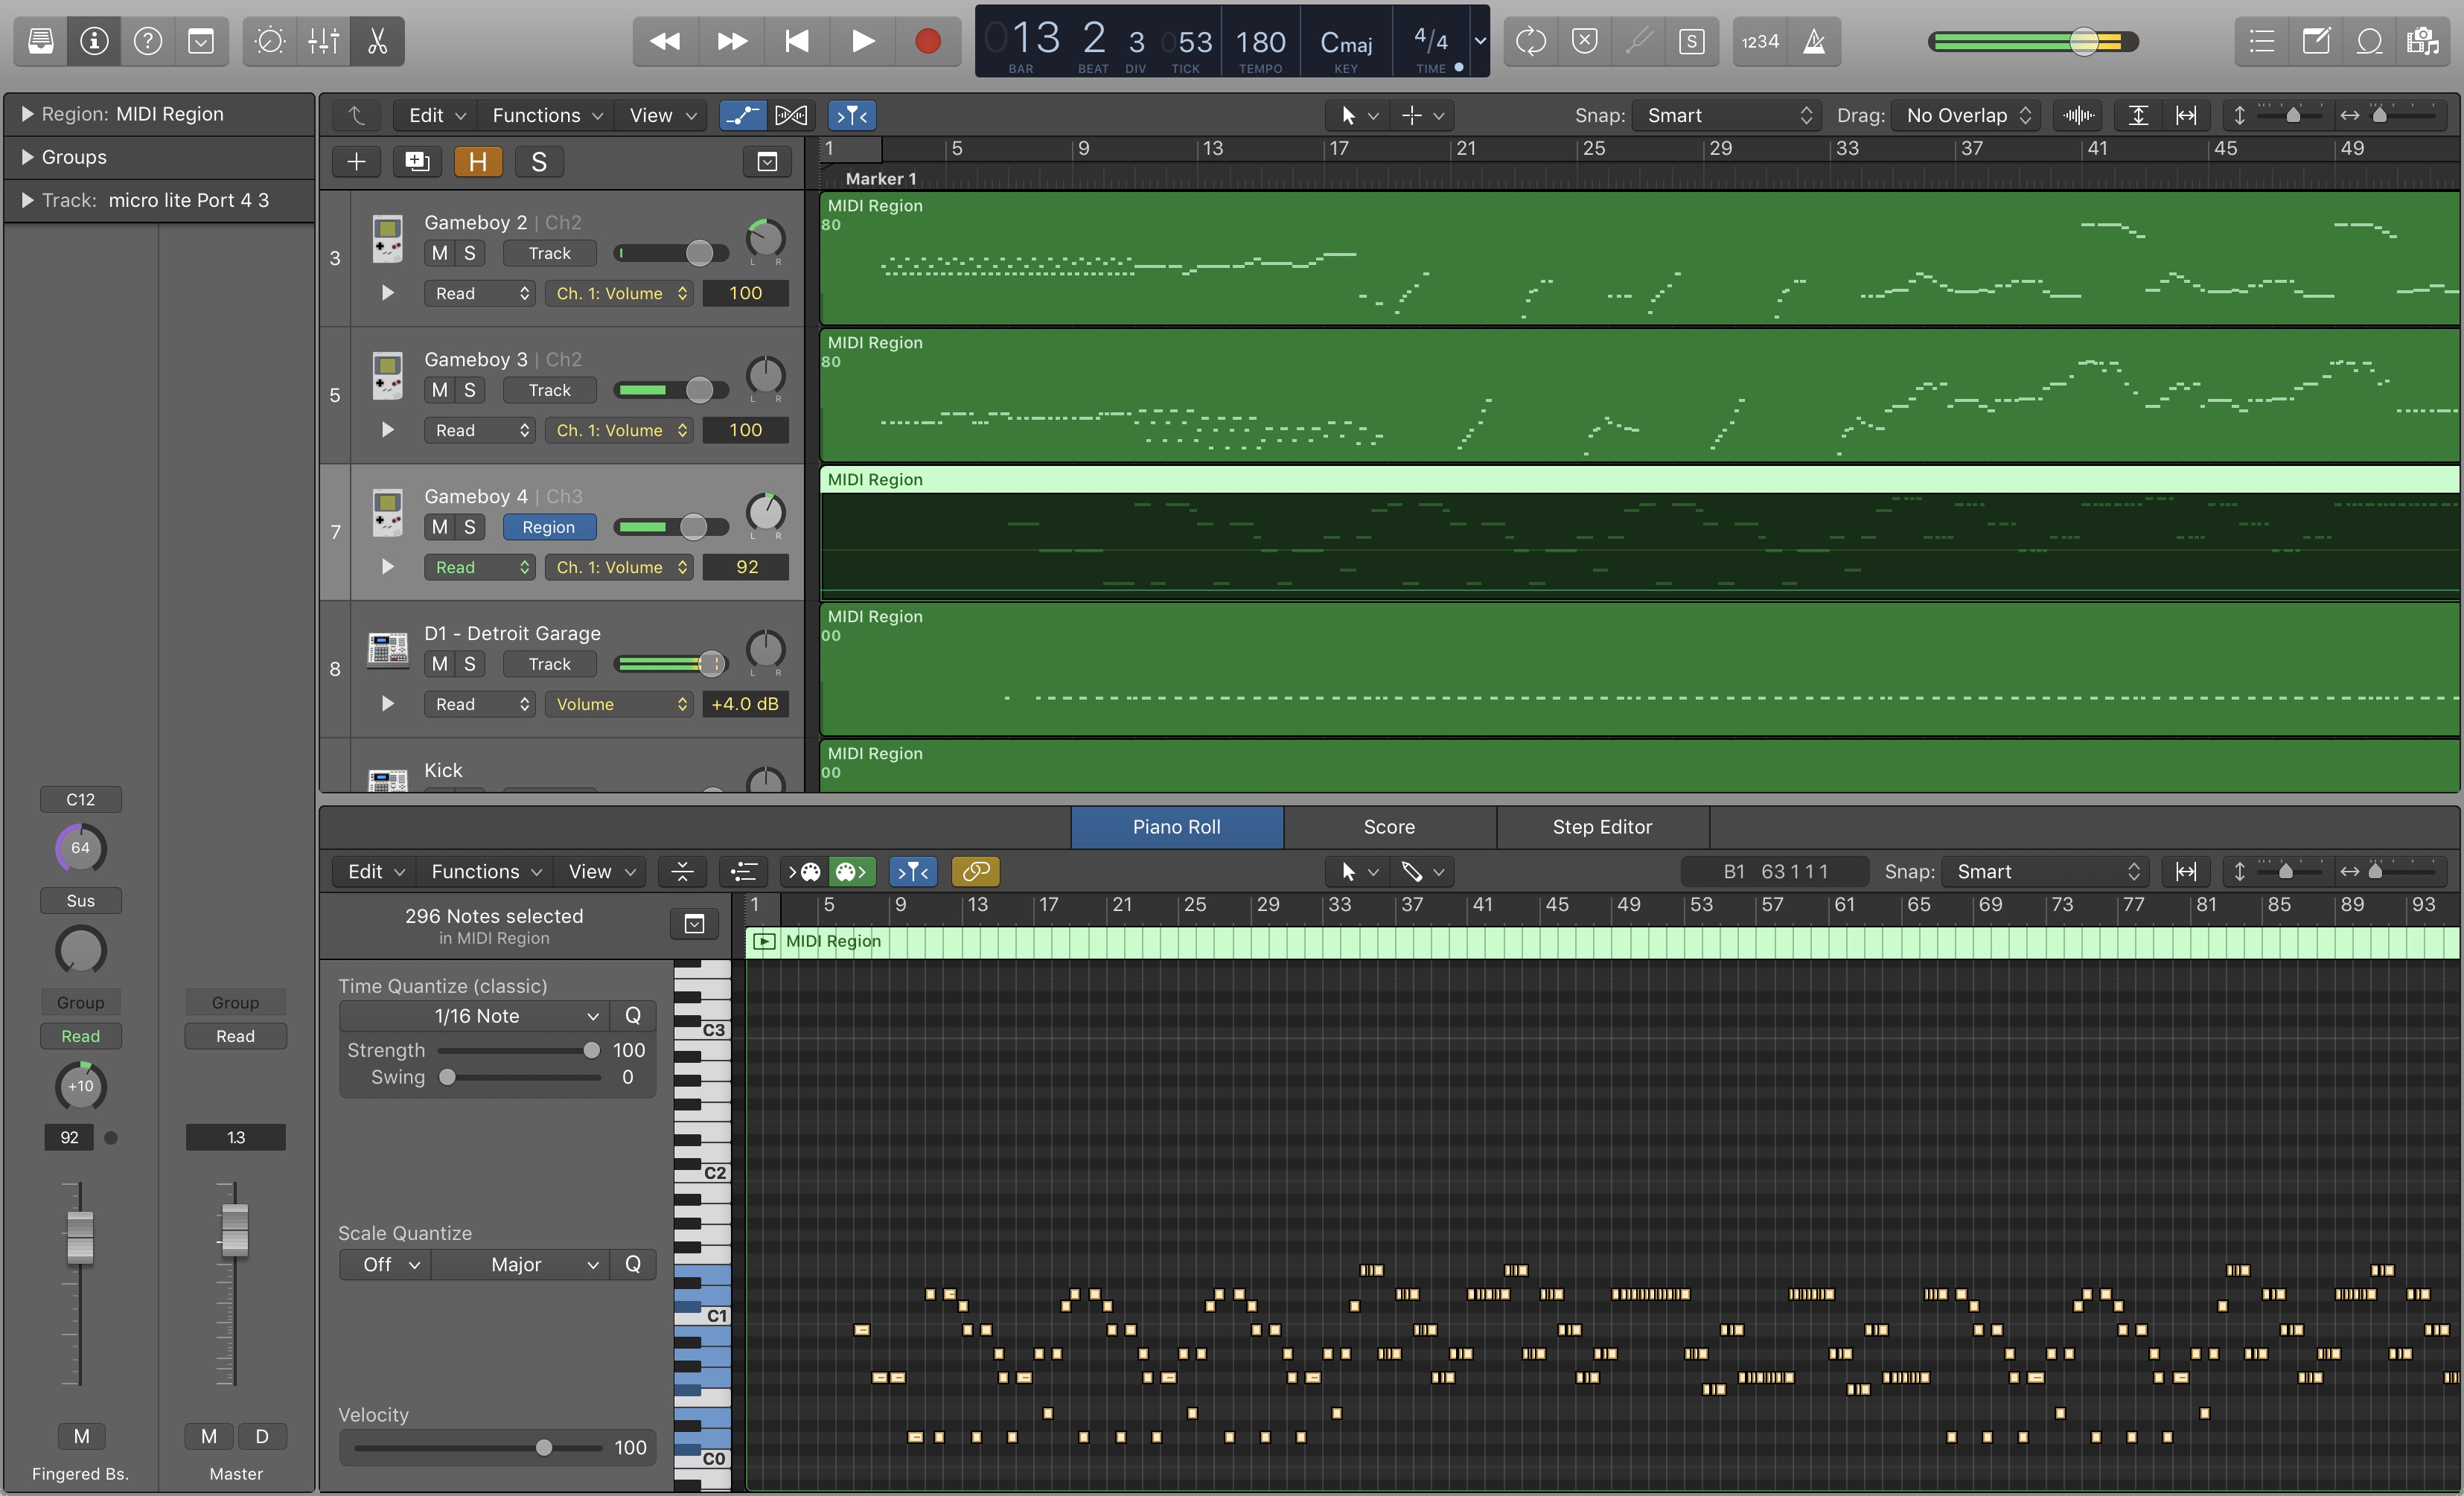 013 2 3 053 180 Cmaj 4/4
BAR BEAT DIV TICK TEMPO KEY TIME
S
1234
Region: MIDI Region
Groups
Track: micro lite Port 4 3
Edit Functions View
Snap: Smart Drag: No Overlap
H S
1 5 9 13 17 21 25 29 33 37 41 45 49
Marker 1
3
Gameboy 2 | Ch2
M S Track
L R
Read Ch. 1: Volume 100
MIDI Region
80
5
Gameboy 3 | Ch2
M S Track
L R
Read Ch. 1: Volume 100
MIDI Region
80
7
Gameboy 4 | Ch3
M S Region
L R
Read Ch. 1: Volume 92
MIDI Region
8
D1 - Detroit Garage
M S Track
L R
Read Volume +4.0 dB
MIDI Region
00
Kick
MIDI Region
00
C12
64
Sus
Group Group
Read Read
+10
92 1.3
M M D
Fingered Bs. Master
Piano Roll Score Step Editor
Edit Functions View
B1 63 1 1 1 Snap: Smart
296 Notes selected
in MIDI Region
1 5 9 13 17 21 25 29 33 37 41 45 49 53 57 61 65 69 73 77 81 85 89 93
MIDI Region
Time Quantize (classic)
1/16 Note Q
Strength 100
Swing 0
Scale Quantize
Off Major Q
Velocity
100
C3
C2
C1
C0